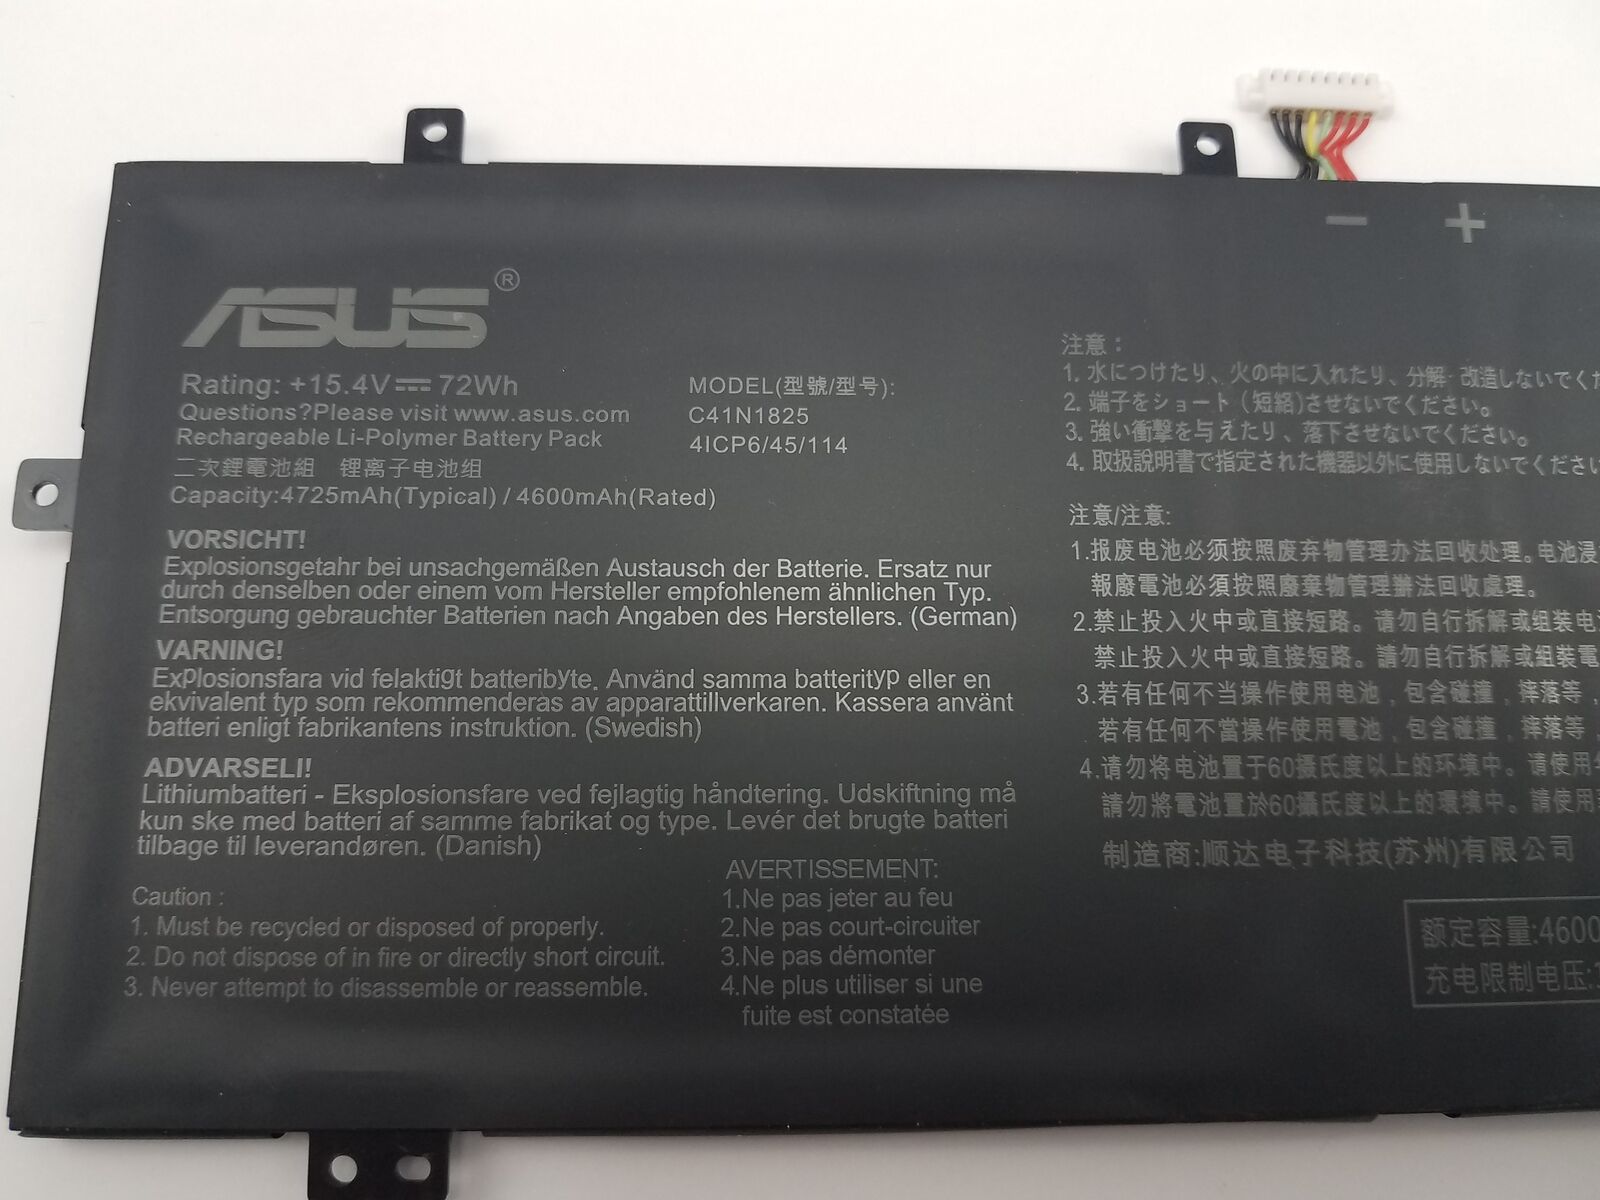 − +
ASUS®
Rating: +15.4V⎓72Wh
Questions?Please visit www.asus.com
Rechargeable Li-Polymer Battery Pack
二次鋰電池組 锂离子电池组
Capacity:4725mAh(Typical) / 4600mAh(Rated)
MODEL(型號/型号):
C41N1825
4ICP6/45/114
VORSICHT!
Explosionsgetahr bei unsachgemäßen Austausch der Batterie. Ersatz nur
durch denselben oder einem vom Hersteller empfohlenem ähnlichen Typ.
Entsorgung gebrauchter Batterien nach Angaben des Herstellers. (German)
VARNING!
Explosionsfara vid felaktigt batteribyte. Använd samma batterityp eller en
ekvivalent typ som rekommenderas av apparattillverkaren. Kassera använt
batteri enligt fabrikantens instruktion. (Swedish)
ADVARSELI!
Lithiumbatteri - Eksplosionsfare ved fejlagtig håndtering. Udskiftning må
kun ske med batteri af samme fabrikat og type. Levér det brugte batteri
tilbage til leverandøren. (Danish)
Caution :
1. Must be recycled or disposed of properly.
2. Do not dispose of in fire or directly short circuit.
3. Never attempt to disassemble or reassemble.
AVERTISSEMENT:
1.Ne pas jeter au feu
2.Ne pas court-circuiter
3.Ne pas démonter
4.Ne plus utiliser si une
fuite est constatée
注意：
1. 水につけたり、火の中に入れたり、分解·改造しないでくだ
2. 端子をショート（短絡)させないでください。
3. 強い衝撃を与えたり、落下させないでください。
4. 取扱説明書で指定された機器以外に使用しないでください
注意/注意:
1.报废电池必须按照废弃物管理办法回收处理。电池浸
報廢電池必須按照廢棄物管理辦法回收處理。
2.禁止投入火中或直接短路。请勿自行拆解或组装电
禁止投入火中或直接短路。請勿自行拆解或組裝電
3.若有任何不当操作使用电池，包含碰撞，摔落等，
若有任何不當操作使用電池，包含碰撞，摔落等，
4.请勿将电池置于60摄氏度以上的环境中。请使用
請勿將電池置於60攝氏度以上的環境中。請使用
制造商:顺达电子科技(苏州)有限公司
额定容量:4600
充电限制电压: